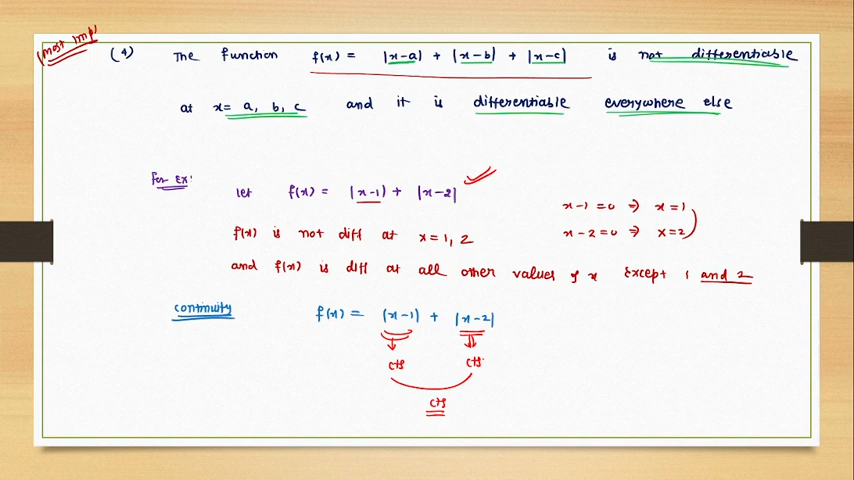 (most imp)
(4) The function f(x) = |x-a| + |x-b| + |x-c| is not differentiable
at x= a, b, c and it is differentiable everywhere else
For Ex:
Let f(x) = |x-1| + |x-2|
x-1 =0 ⇒ x=1
f(x) is not diff at x=1, 2
x-2=0 ⇒ x=2
and f(x) is diff at all other values of x Except 1 and 2
continuity f(x) = |x-1| + |x-2|
cts cts
cts